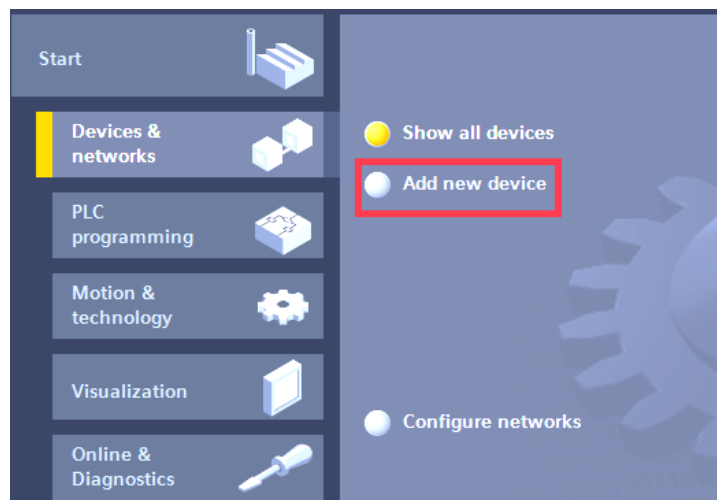 Start
Devices &
networks
PLC
programming
Motion &
technology
Visualization
Online &
Diagnostics
Show all devices
Add new device
Configure networks